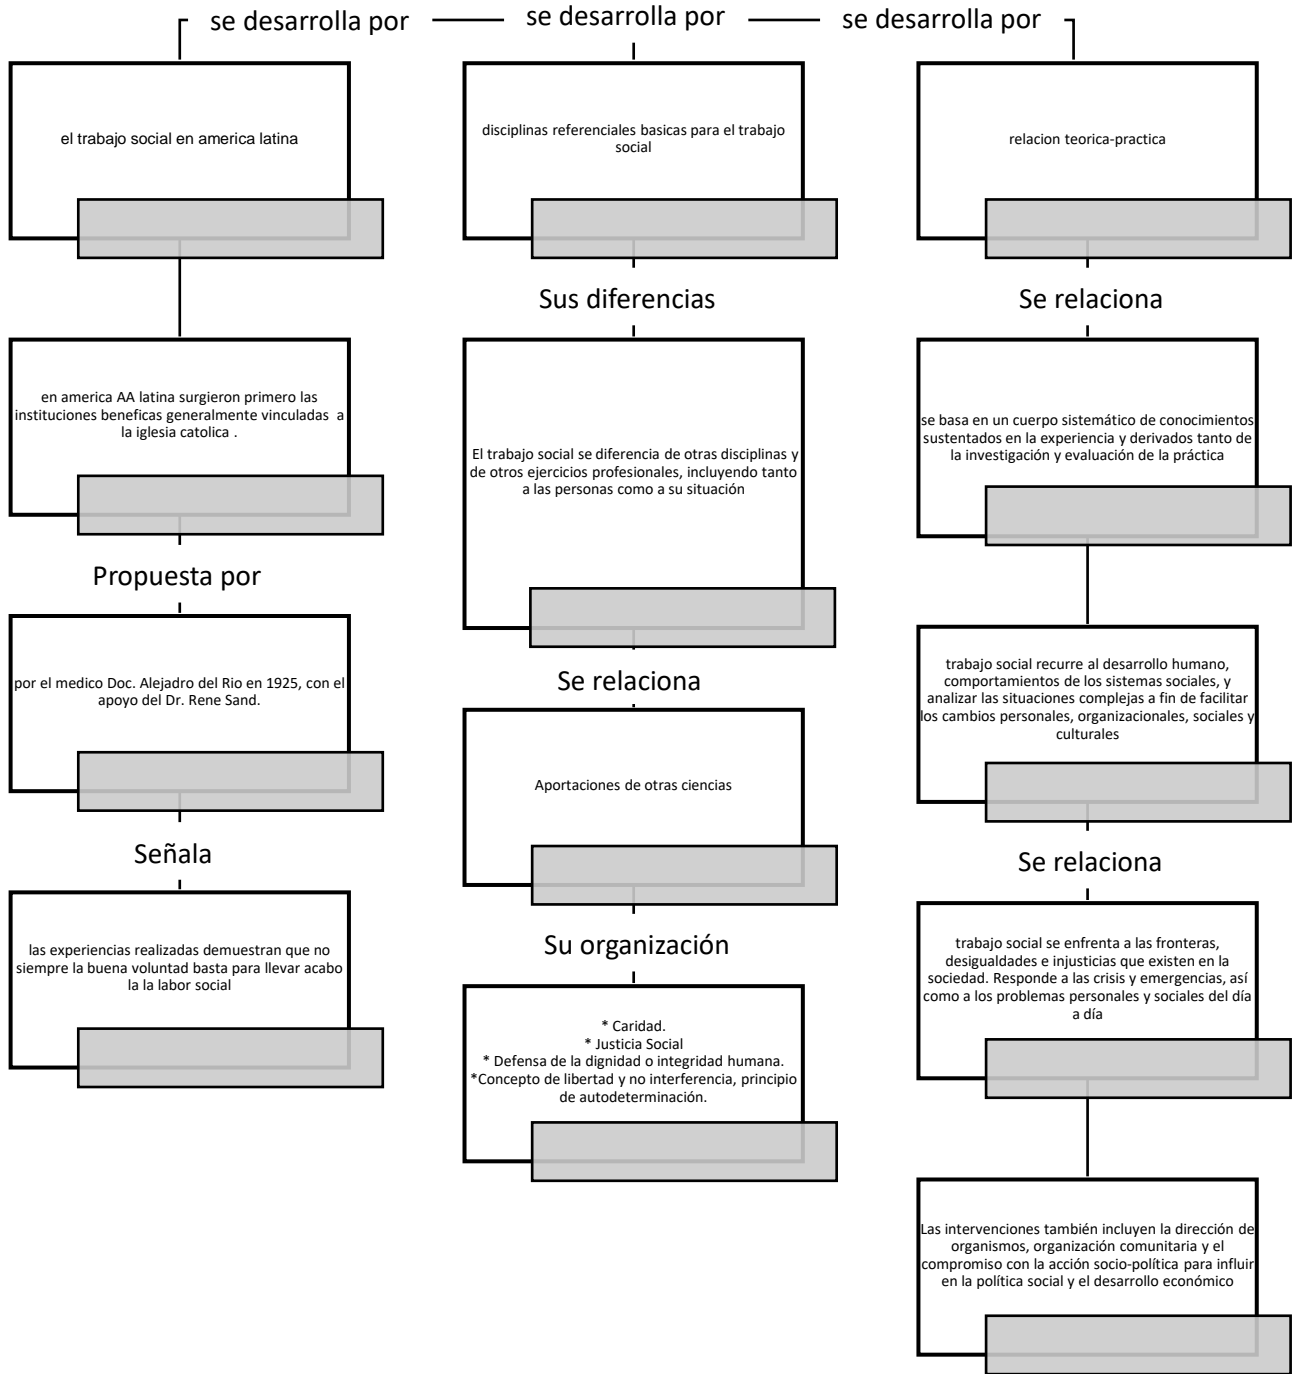 se desarrolla por
se desarrolla por
se desarrolla por
el trabajo social en america latina
en america AA latina surgieron primero las
instituciones beneficas generalmente vinculadas a
la iglesia catolica .
Propuesta por
por el medico Doc. Alejadro del Rio en 1925, con el
apoyo del Dr. Rene Sand.
Señala
las experiencias realizadas demuestran que no
siempre la buena voluntad basta para llevar acabo
la la labor social
disciplinas referenciales basicas para el trabajo
social
Sus diferencias
El trabajo social se diferencia de otras disciplinas y
de otros ejercicios profesionales, incluyendo tanto
a las personas como a su situación
Se relaciona
Aportaciones de otras ciencias
Su organización
* Caridad.
* Justicia Social
* Defensa de la dignidad o integridad humana.
*Concepto de libertad y no interferencia, principio
de autodeterminación.
relacion teorica-practica
Se relaciona
se basa en un cuerpo sistemático de conocimientos
sustentados en la experiencia y derivados tanto de
la investigación y evaluación de la práctica
trabajo social recurre al desarrollo humano,
comportamientos de los sistemas sociales, y
analizar las situaciones complejas a fin de facilitar
los cambios personales, organizacionales, sociales y
culturales
Se relaciona
trabajo social se enfrenta a las fronteras,
desigualdades e injusticias que existen en la
sociedad. Responde a las crisis y emergencias, así
como a los problemas personales y sociales del día
a día
Las intervenciones también incluyen la dirección de
organismos, organización comunitaria y el
compromiso con la acción socio-política para influir
en la política social y el desarrollo económico